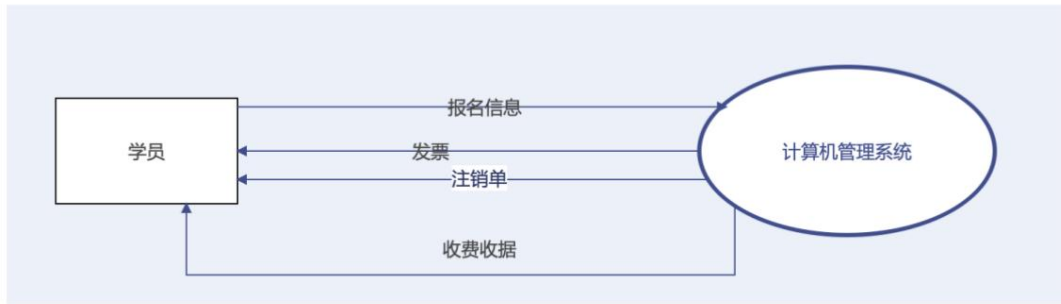 报名信息
学员
发票
计算机管理系统
注销单
收费收据